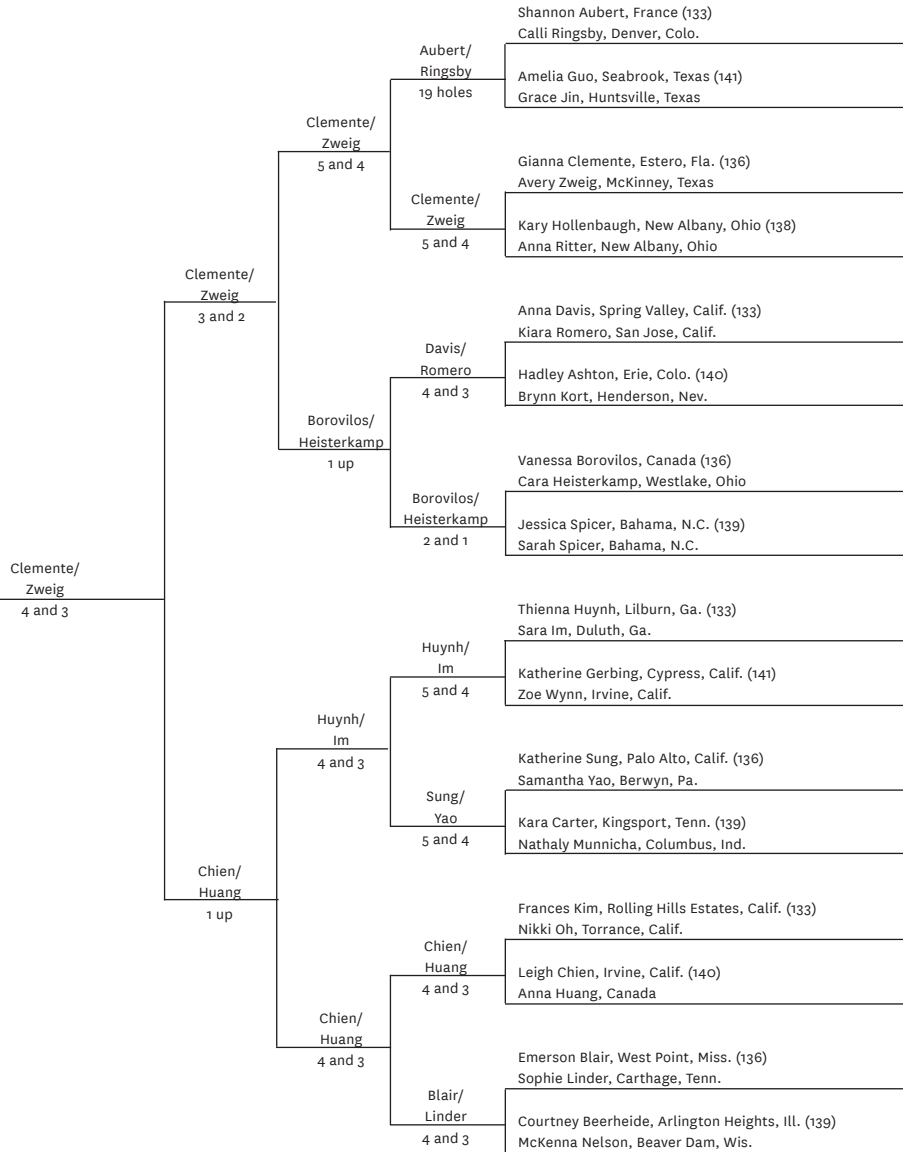 Shannon Aubert, France (133)
Calli Ringsby, Denver, Colo.
Aubert/
Ringsby
19 holes
Amelia Guo, Seabrook, Texas (141)
Grace Jin, Huntsville, Texas
Clemente/
Zweig
5 and 4
Gianna Clemente, Estero, Fla. (136)
Avery Zweig, McKinney, Texas
Clemente/
Zweig
5 and 4
Kary Hollenbaugh, New Albany, Ohio (138)
Anna Ritter, New Albany, Ohio
Clemente/
Zweig
3 and 2
Anna Davis, Spring Valley, Calif. (133)
Kiara Romero, San Jose, Calif.
Davis/
Romero
4 and 3
Hadley Ashton, Erie, Colo. (140)
Brynn Kort, Henderson, Nev.
Borovilos/
Heisterkamp
1 up
Vanessa Borovilos, Canada (136)
Cara Heisterkamp, Westlake, Ohio
Borovilos/
Heisterkamp
2 and 1
Jessica Spicer, Bahama, N.C. (139)
Sarah Spicer, Bahama, N.C.
Clemente/
Zweig
4 and 3
Thienna Huynh, Lilburn, Ga. (133)
Sara Im, Duluth, Ga.
Huynh/
Im
5 and 4
Katherine Gerbing, Cypress, Calif. (141)
Zoe Wynn, Irvine, Calif.
Huynh/
Im
4 and 3
Katherine Sung, Palo Alto, Calif. (136)
Samantha Yao, Berwyn, Pa.
Sung/
Yao
5 and 4
Kara Carter, Kingsport, Tenn. (139)
Nathaly Munnicha, Columbus, Ind.
Chien/
Huang
1 up
Frances Kim, Rolling Hills Estates, Calif. (133)
Nikki Oh, Torrance, Calif.
Chien/
Huang
4 and 3
Leigh Chien, Irvine, Calif. (140)
Anna Huang, Canada
Chien/
Huang
4 and 3
Emerson Blair, West Point, Miss. (136)
Sophie Linder, Carthage, Tenn.
Blair/
Linder
4 and 3
Courtney Beerheide, Arlington Heights, Ill. (139)
McKenna Nelson, Beaver Dam, Wis.